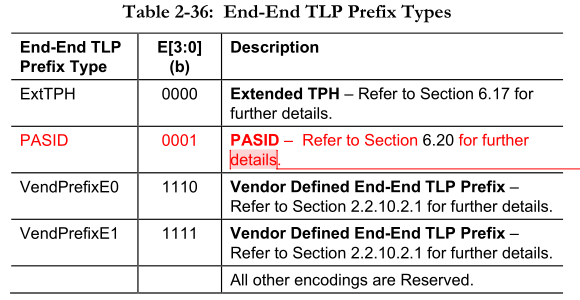 Table 2-36: End-End TLP Prefix Types
End-End TLP
Prefix Type
E[3:0]
(b)
Description
ExtTPH
0000
Extended TPH – Refer to Section 6.17 for
further details.
PASID
0001
PASID – Refer to Section 6.20 for further
details.
VendPrefixE0
1110
Vendor Defined End-End TLP Prefix –
Refer to Section 2.2.10.2.1 for further details.
VendPrefixE1
1111
Vendor Defined End-End TLP Prefix –
Refer to Section 2.2.10.2.1 for further details.
All other encodings are Reserved.